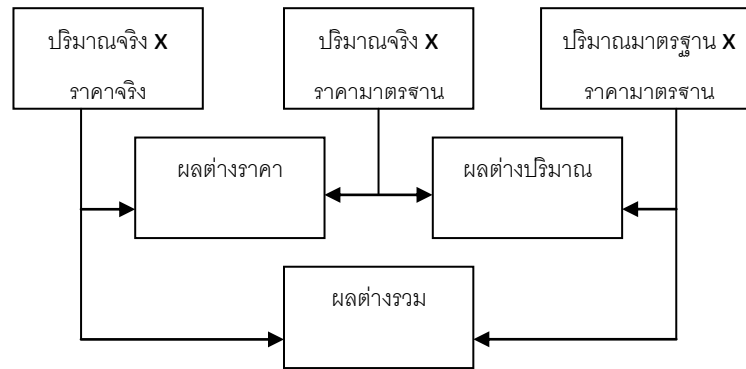 ปริมาณจริง X
ราคาจริง
ปริมาณจริง X
ราคามาตรฐาน
ปริมาณมาตรฐาน X
ราคามาตรฐาน
ผลต่างราคา
ผลต่างปริมาณ
ผลต่างรวม